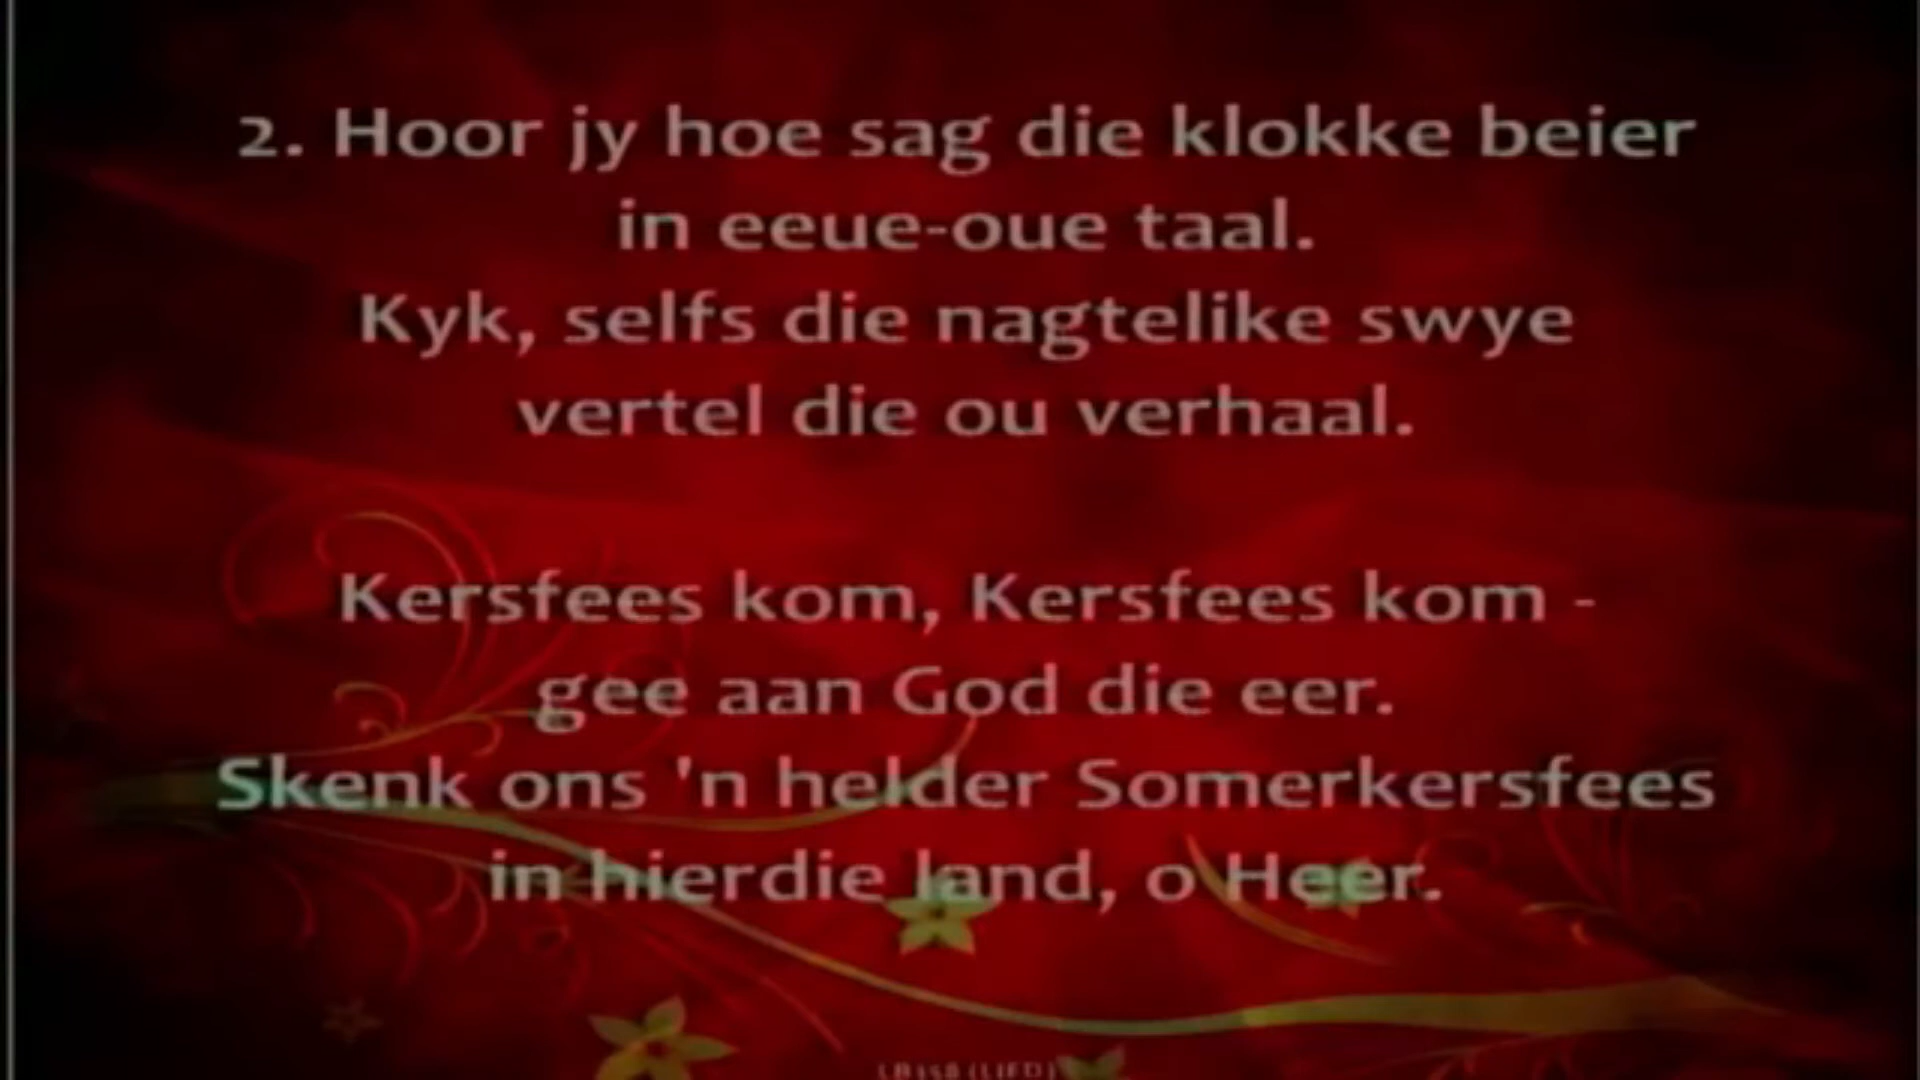 2. Hoor jy hoe sag die klokke beier
in eeue-oue taal.
Kyk, selfs die nagtelike swye
vertel die ou verhaal.
Kersfees kom, Kersfees kom -
gee aan God die eer.
Skenk ons 'n helder Somerkersfees
in hierdie land, o Heer.